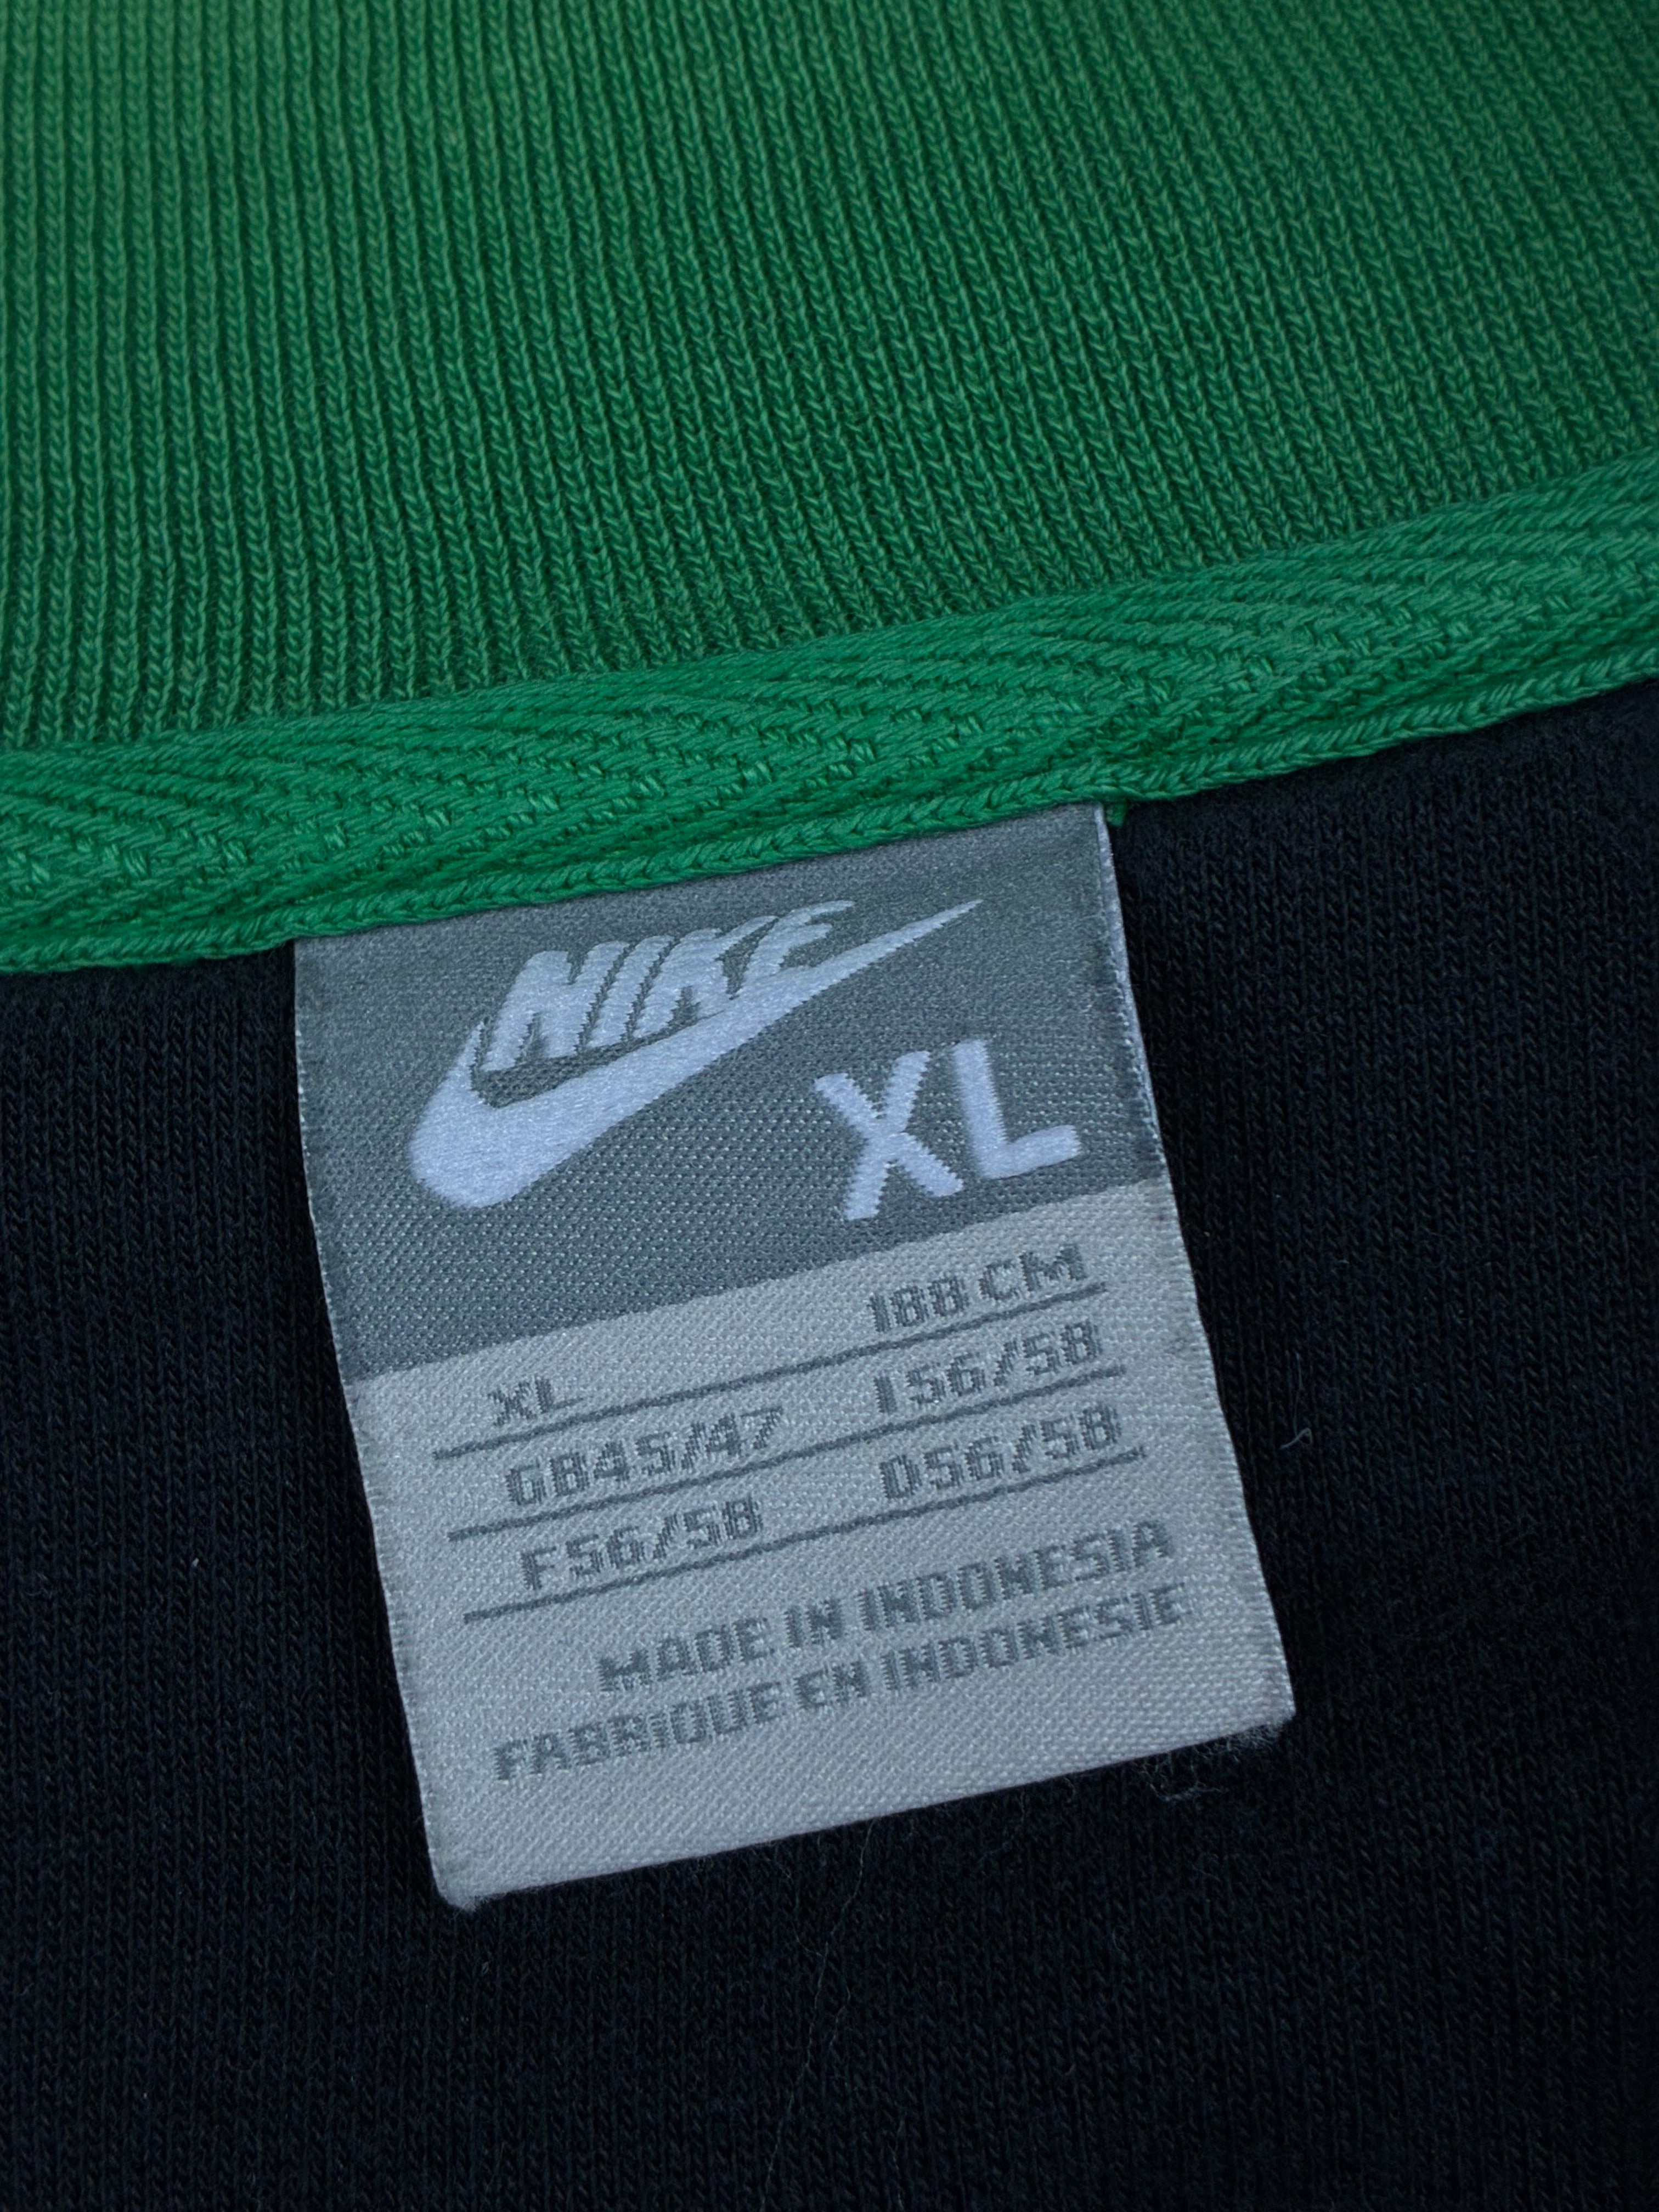 NIKE
XL
XL 188 CM
GB45/47 I56/58
F56/58 D56/58
MADE IN INDONESIA
FABRIQUE EN INDONESIE